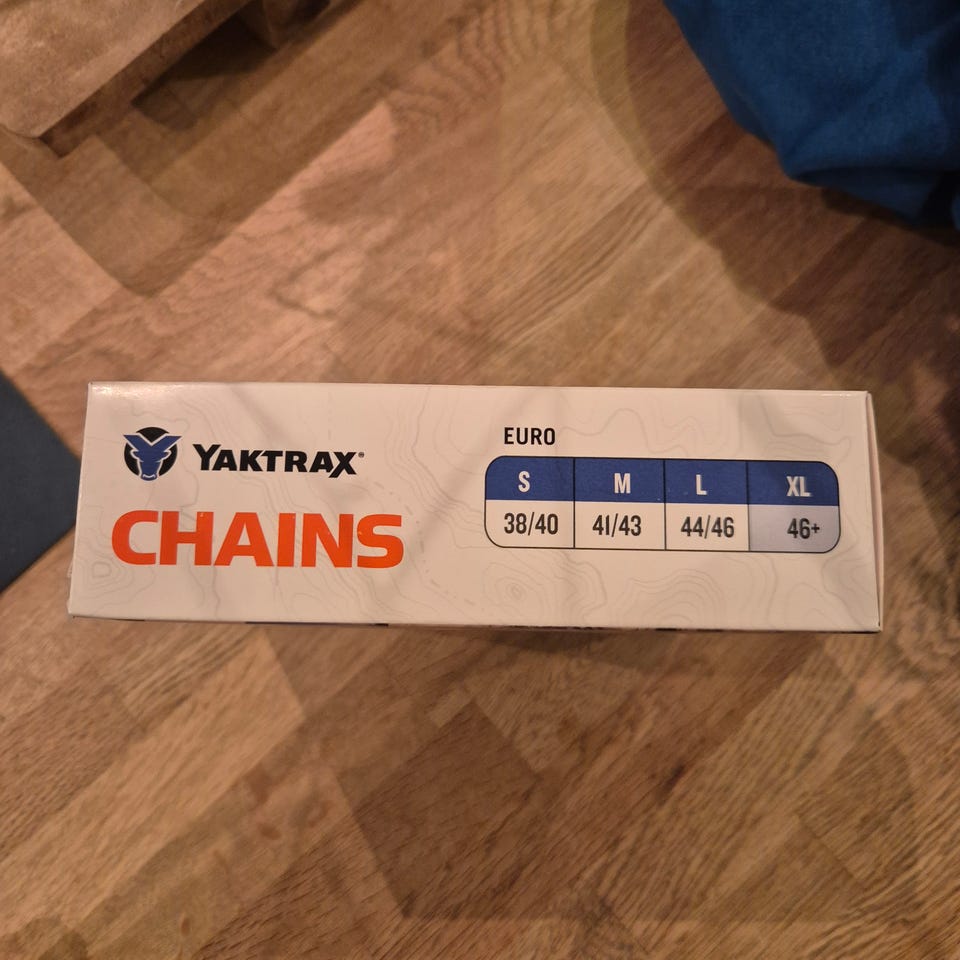 YAKTRAX®
CHAINS
EURO
S M L XL
38/40 41/43 44/46 46+